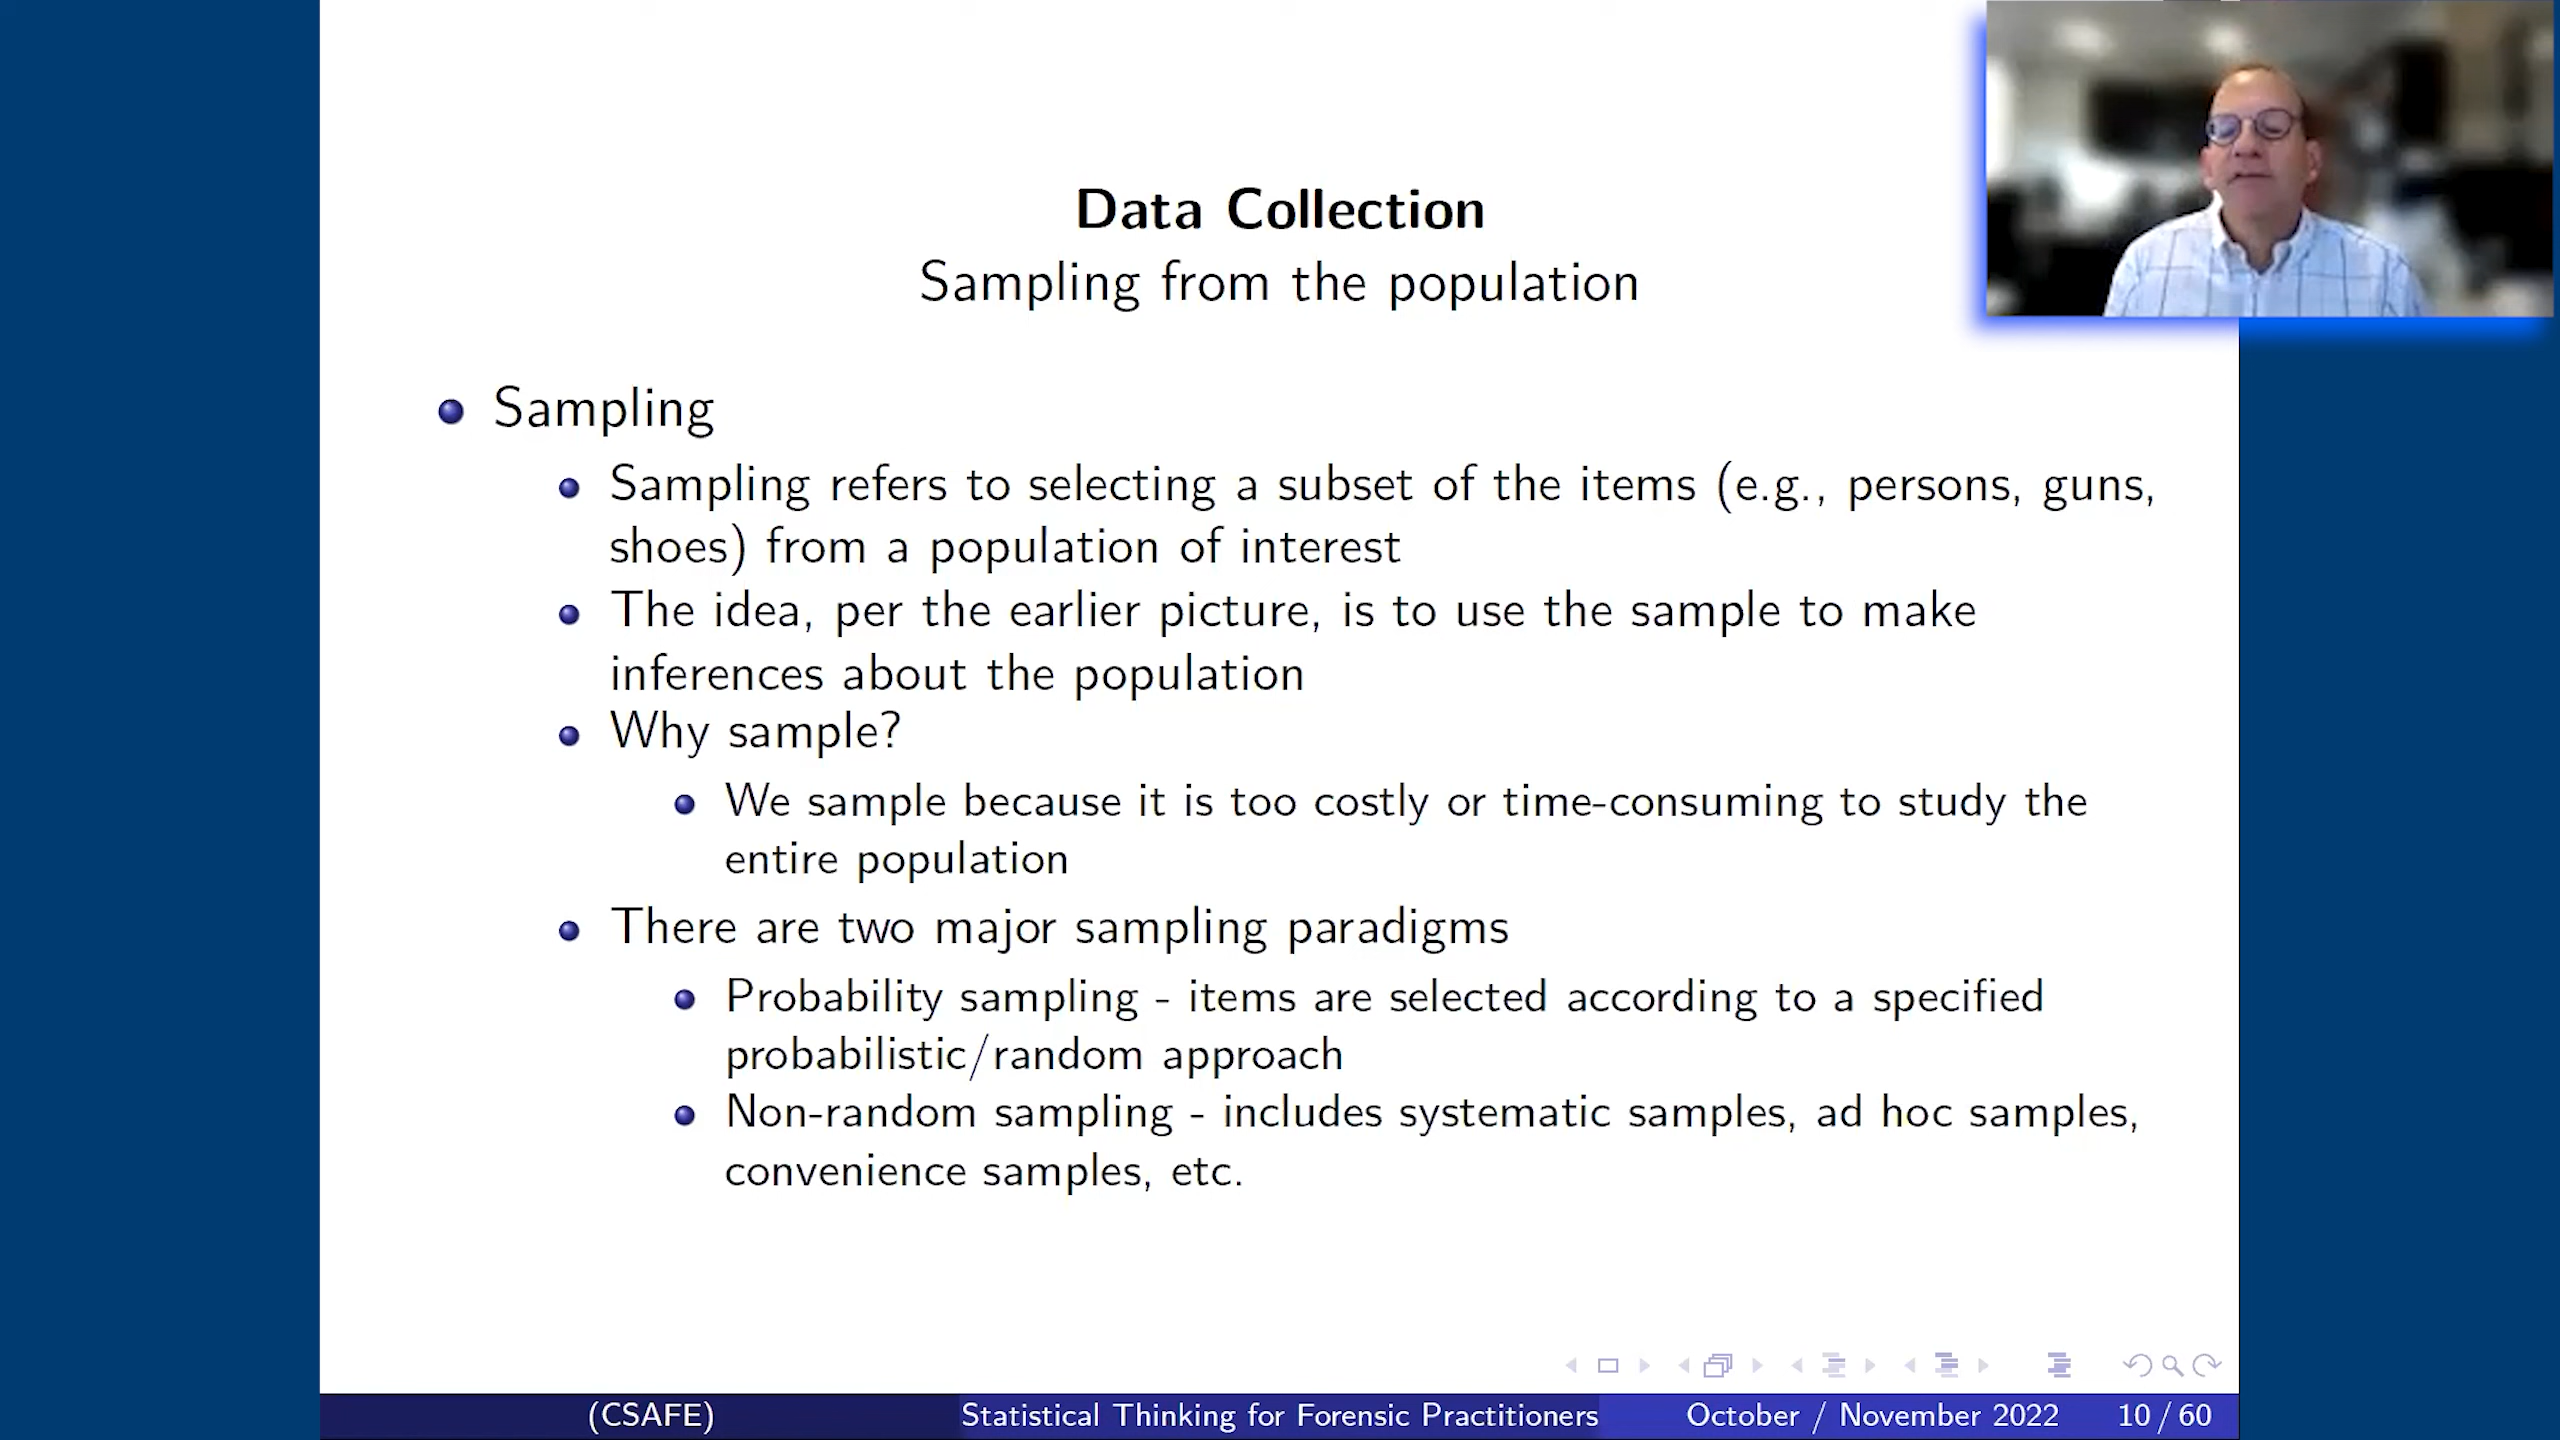 Data Collection
Sampling from the population
Sampling
Sampling refers to selecting a subset of the items (e.g., persons, guns,
shoes) from a population of interest
The idea, per the earlier picture, is to use the sample to make
inferences about the population
Why sample?
We sample because it is too costly or time-consuming to study the
entire population
There are two major sampling paradigms
Probability sampling - items are selected according to a specified
probabilistic/random approach
Non-random sampling - includes systematic samples, ad hoc samples,
convenience samples, etc.
(CSAFE) Statistical Thinking for Forensic Practitioners October / November 2022 10 / 60